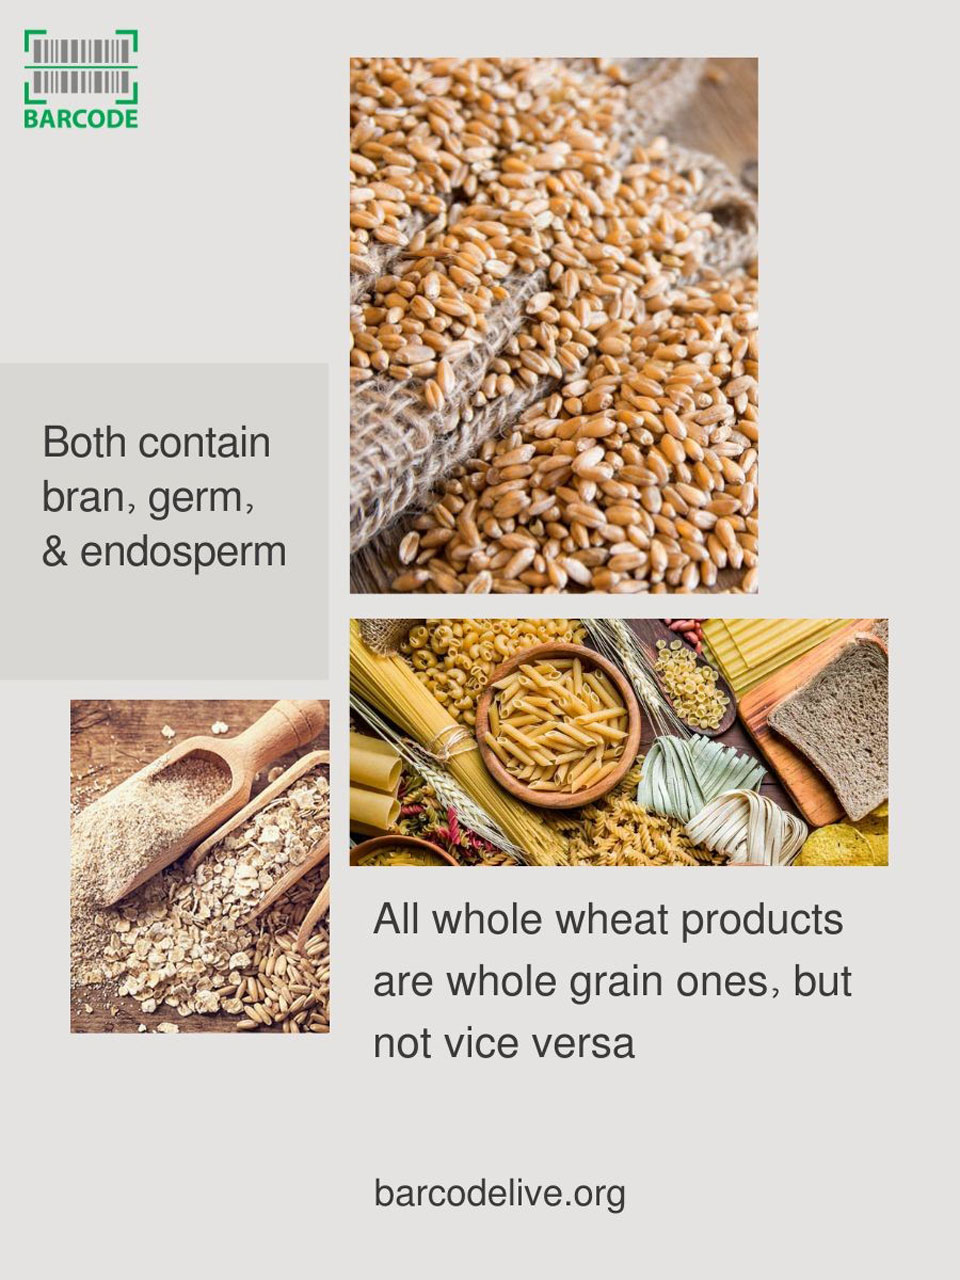 BARCODE
Both contain
bran, germ,
& endosperm
All whole wheat products
are whole grain ones, but
not vice versa
barcodelive.org